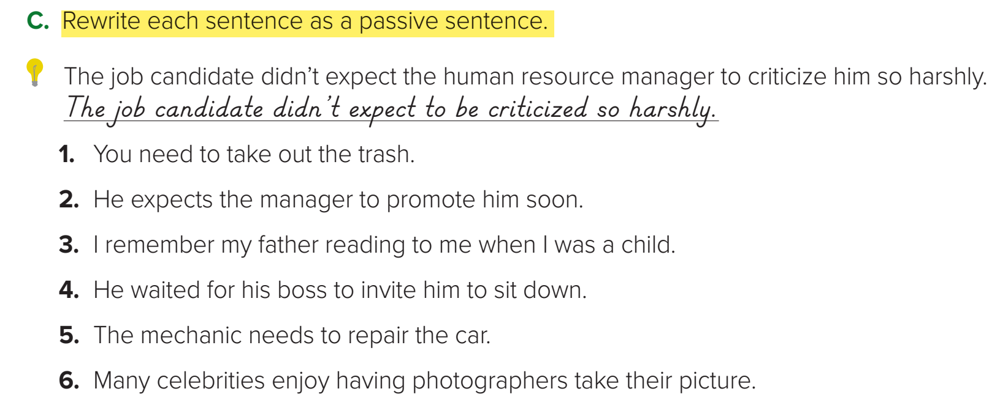 C. Rewrite each sentence as a passive sentence.
The job candidate didn't expect the human resource manager to criticize him so harshly.
The job candidate didn't expect to be criticized so harshly.
1. You need to take out the trash.
2. He expects the manager to promote him soon.
3. I remember my father reading to me when I was a child.
4. He waited for his boss to invite him to sit down.
5. The mechanic needs to repair the car.
6. Many celebrities enjoy having photographers take their picture.